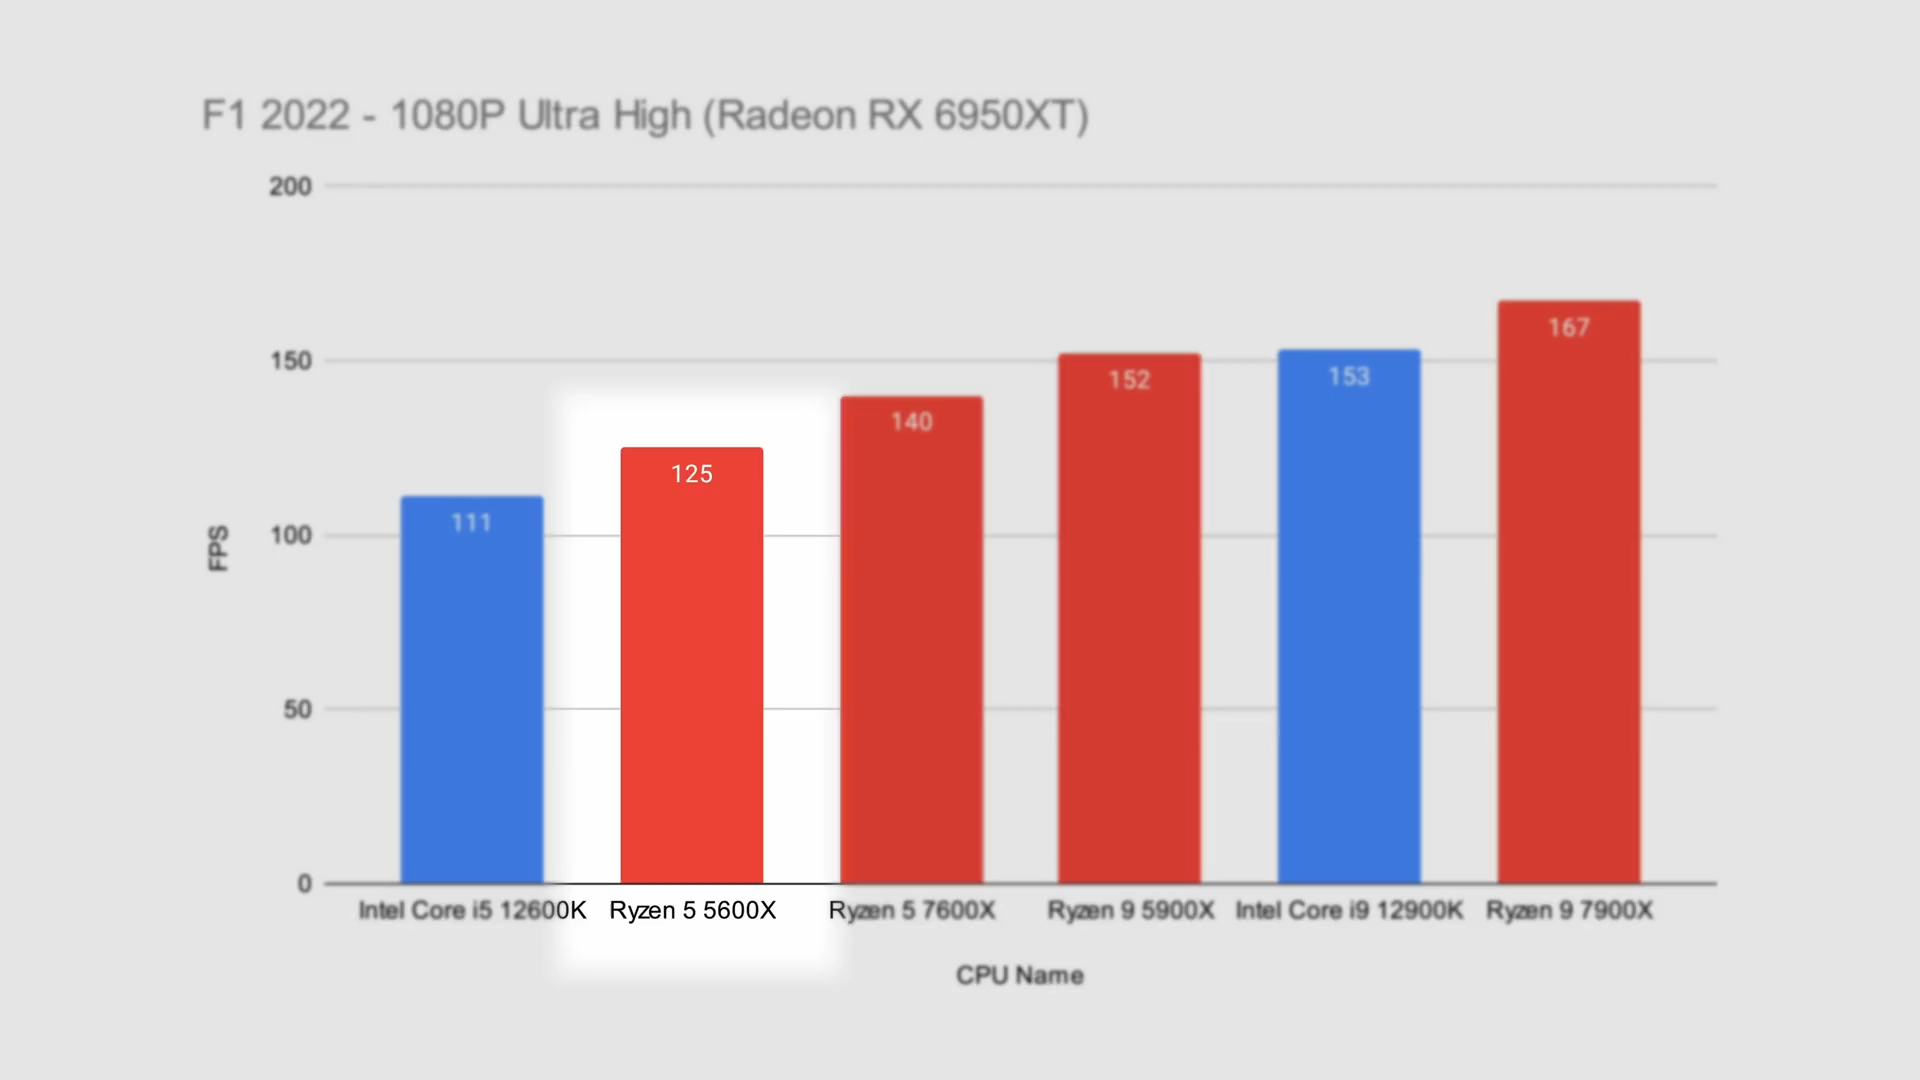 F1 2022 - 1080P Ultra High (Radeon RX 6950XT)
200
150
100
50
0
FPS
111
125
140
152
153
167
Intel Core i5 12600K
Ryzen 5 5600X
Ryzen 5 7600X
Ryzen 9 5900X
Intel Core i9 12900K
Ryzen 9 7900X
CPU Name